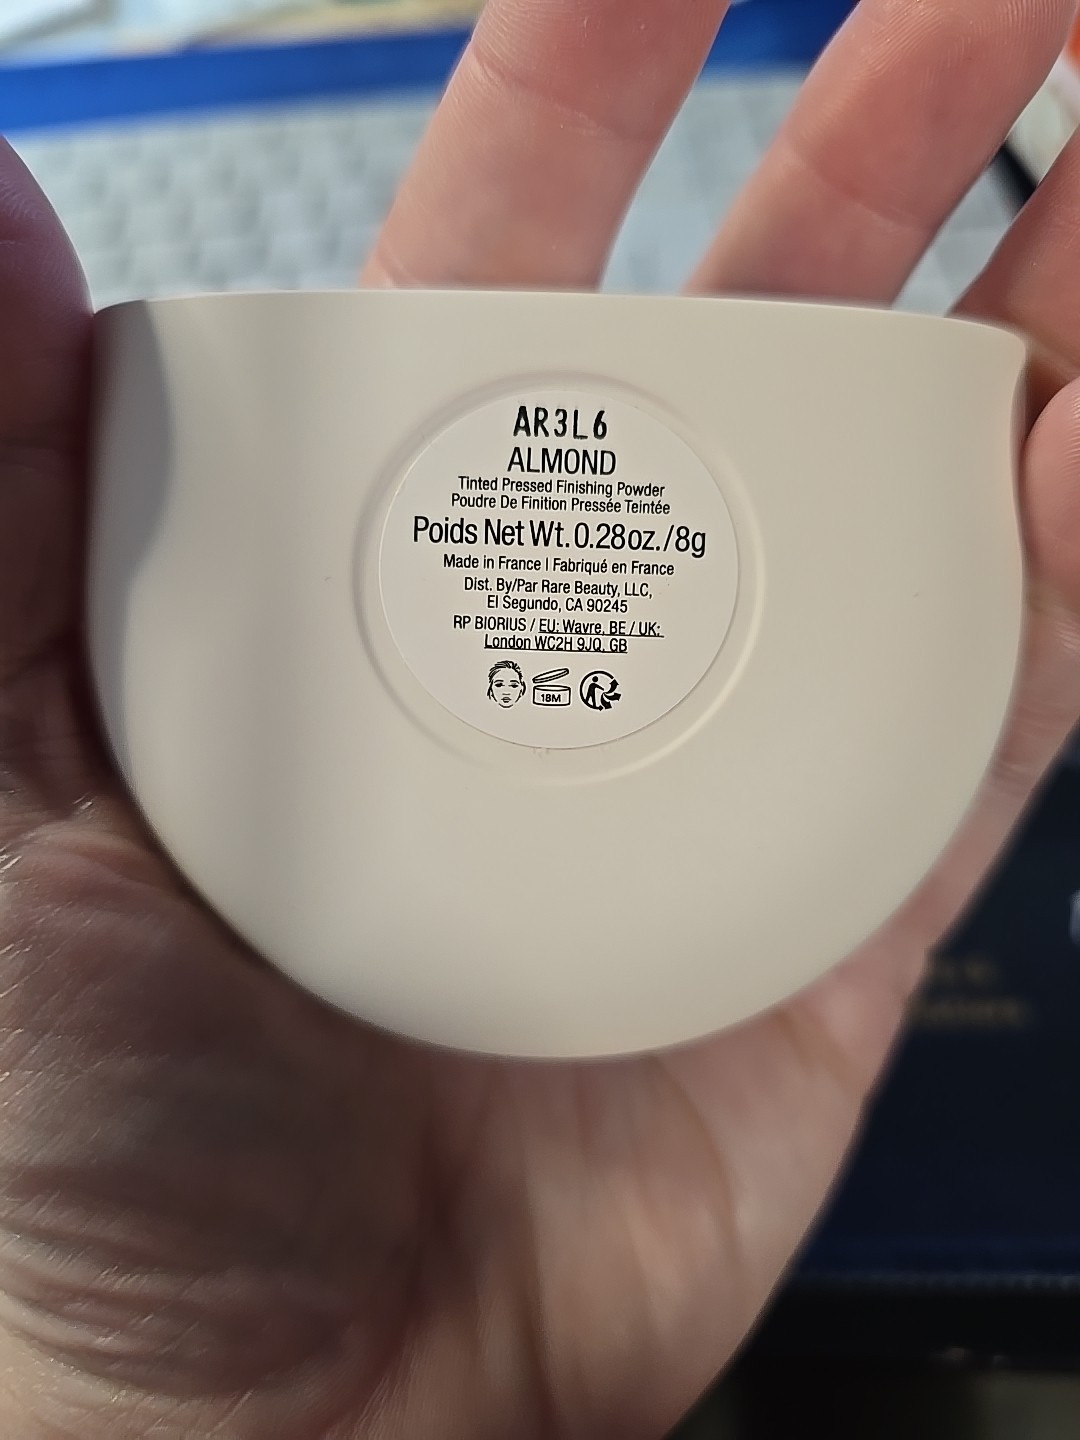 AR3L6
ALMOND
Tinted Pressed Finishing Powder
Poudre De Finition Pressée Teintée
Poids Net Wt. 0.28oz./8g
Made in France | Fabriqué en France
Dist. By/Par Rare Beauty, LLC,
El Segundo, CA 90245
RP BIORIUS / EU: Wavre, BE / UK:
London WC2H 9JQ, GB
18M